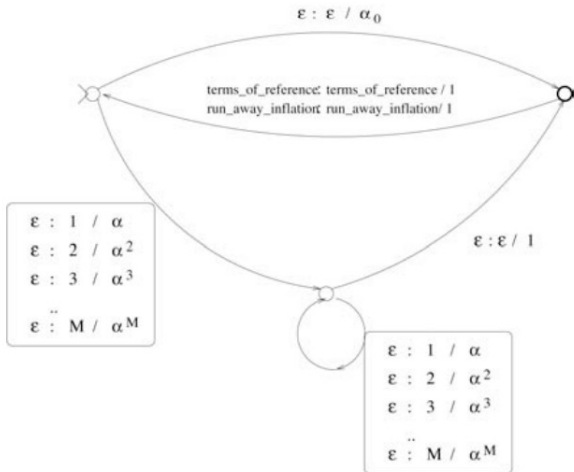 ε : ε / α₀
terms_of_reference: terms_of_reference / 1
run_away_inflation: run_away_inflation/ 1
ε : 1 / α
ε : 2 / α²
ε : 3 / α³
..
ε : M / α^M
ε : ε / 1
ε : 1 / α
ε : 2 / α²
ε : 3 / α³
..
ε : M / α^M